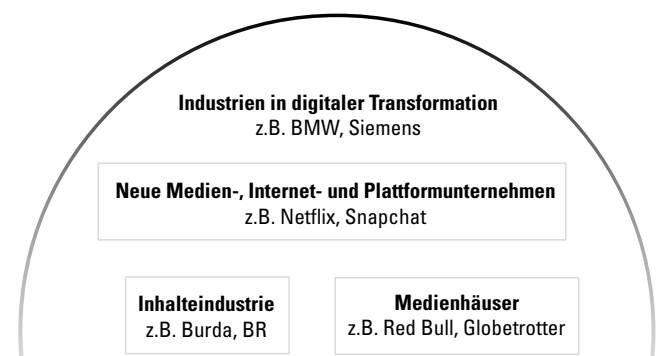 Industrien in digitaler Transformation
z.B. BMW, Siemens
Neue Medien-, Internet- und Plattformunternehmen
z.B. Netflix, Snapchat
Inhalteindustrie
z.B. Burda, BR
Medienhäuser
z.B. Red Bull, Globetrotter